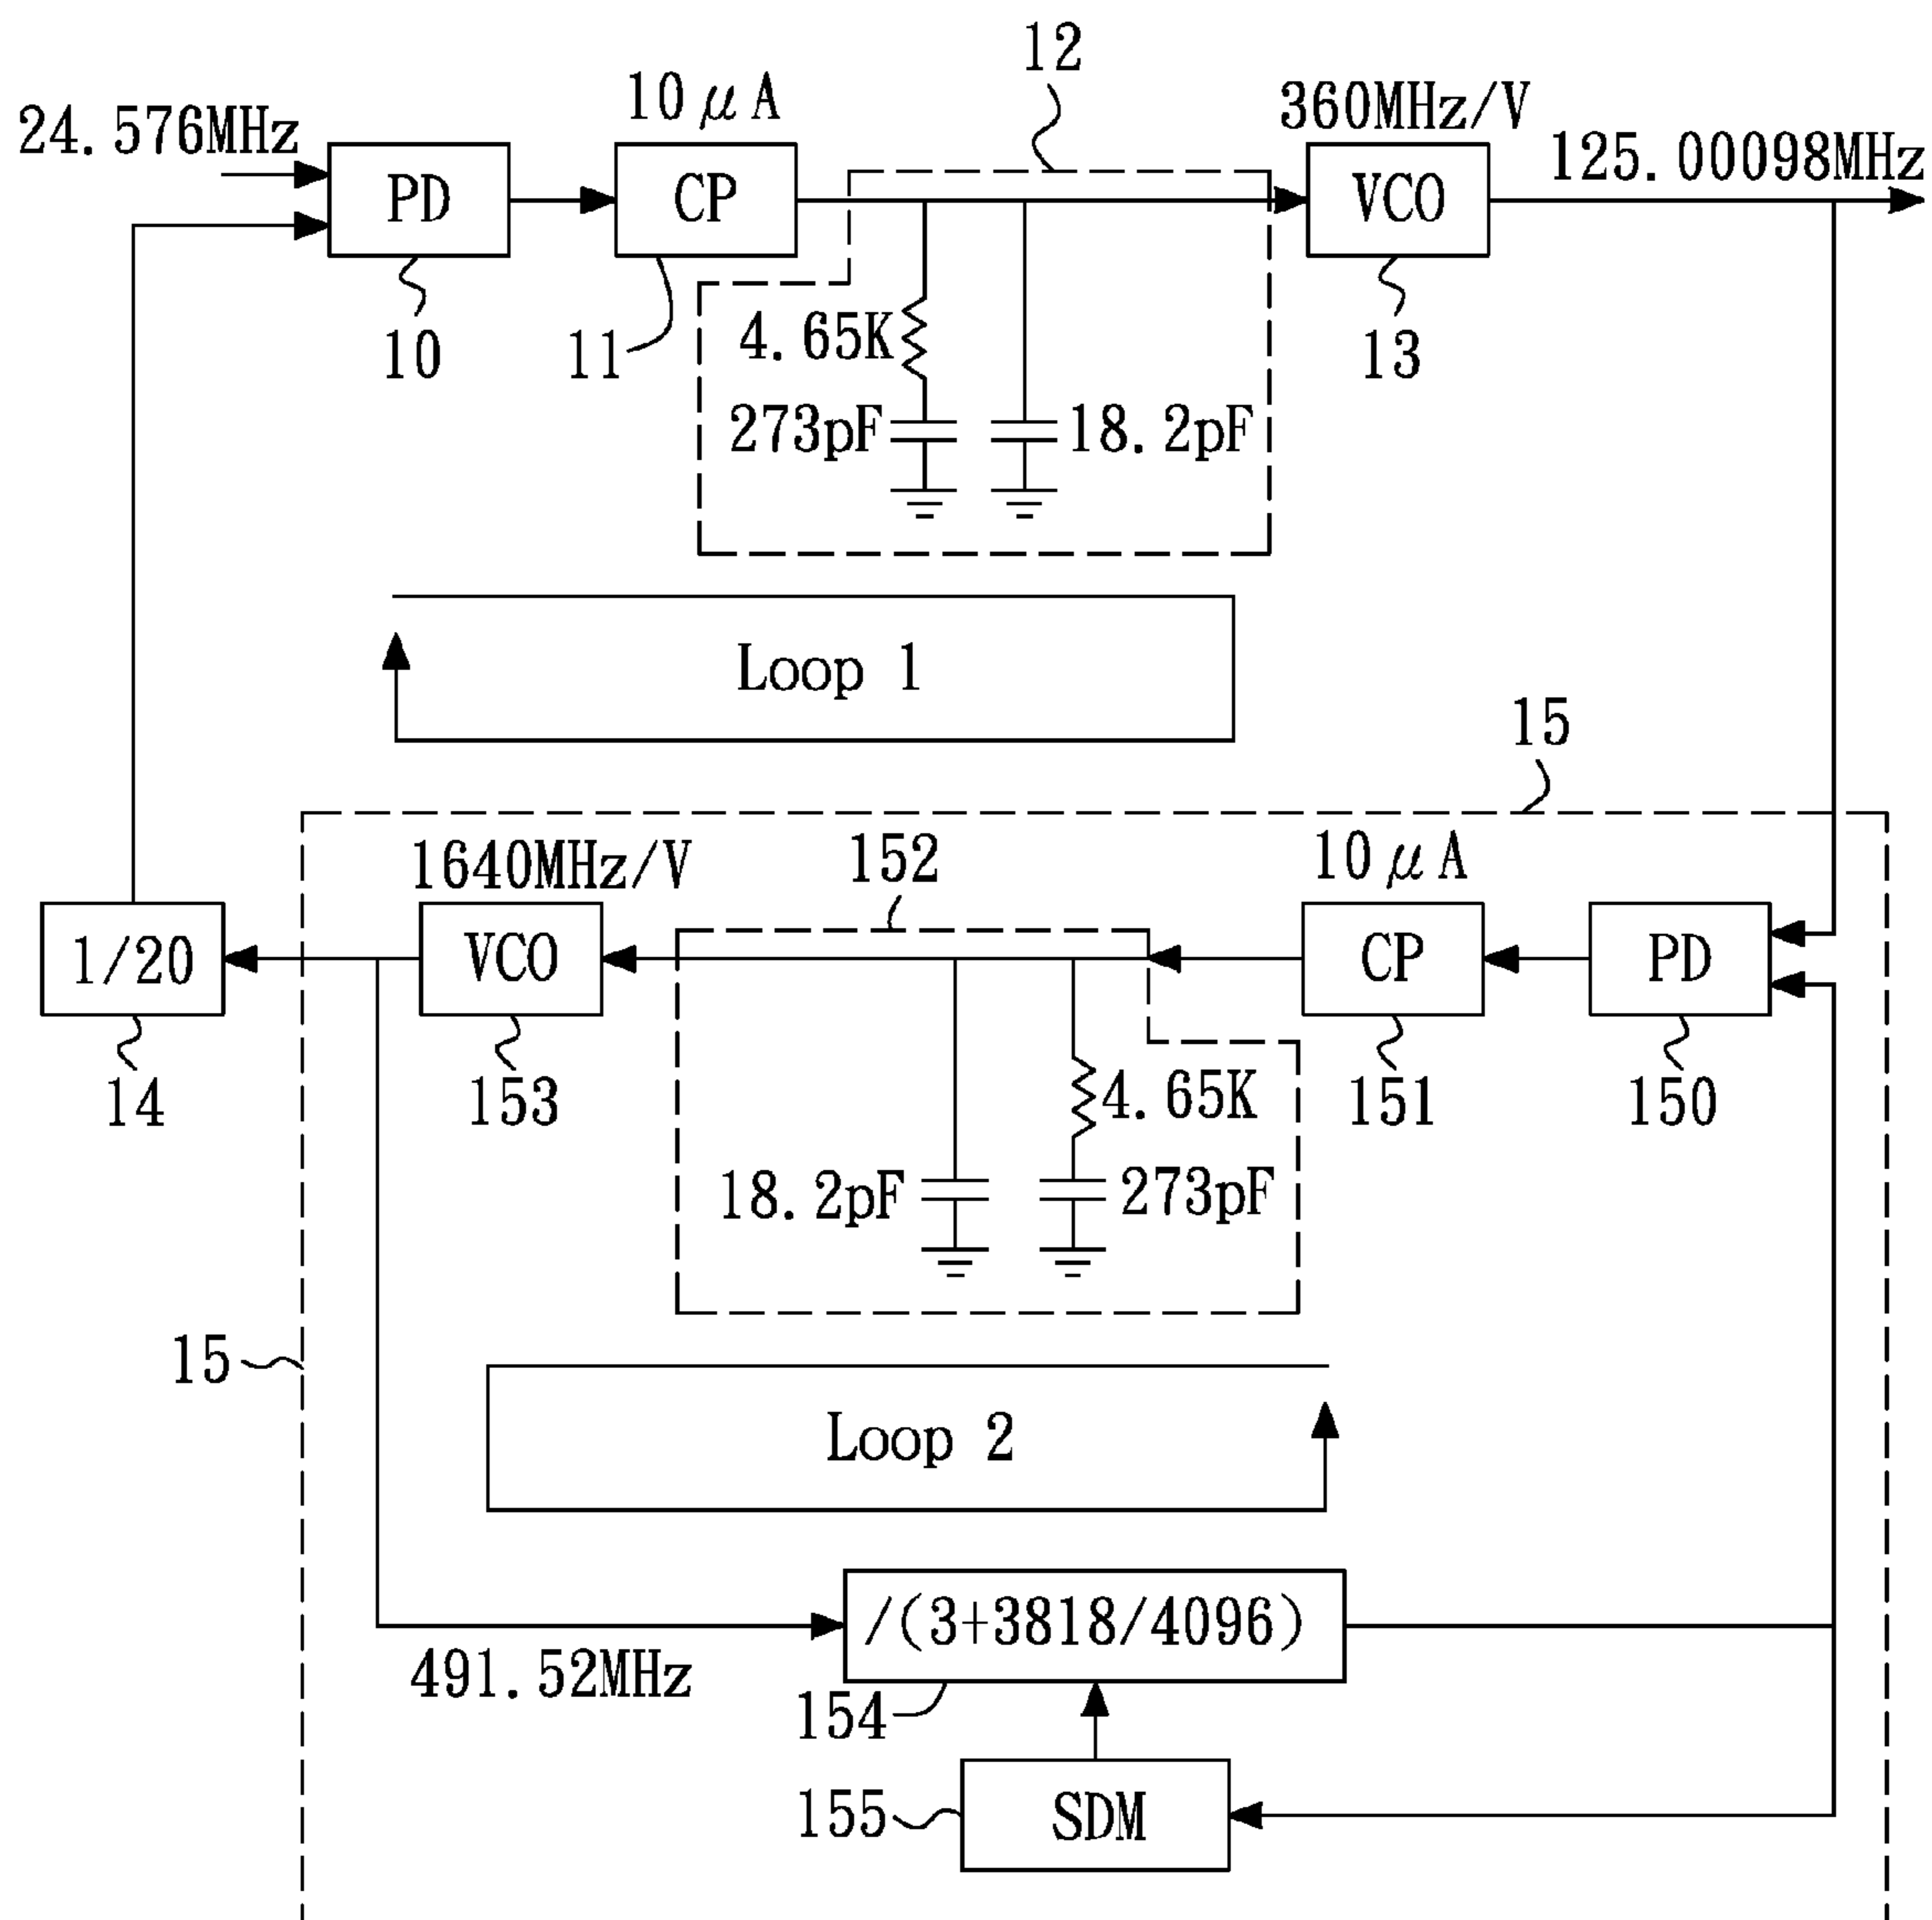 12
10μA
360MHz/V
24.576MHz
125.00098MHz
PD
CP
VCO
10
11
13
4.65K
273pF
18.2pF
Loop 1
15
1640MHz/V
152
10μA
1/20
VCO
CP
PD
14
153
151
150
4.65K
18.2pF
273pF
15
Loop 2
/(3+3818/4096)
491.52MHz
154
155
SDM